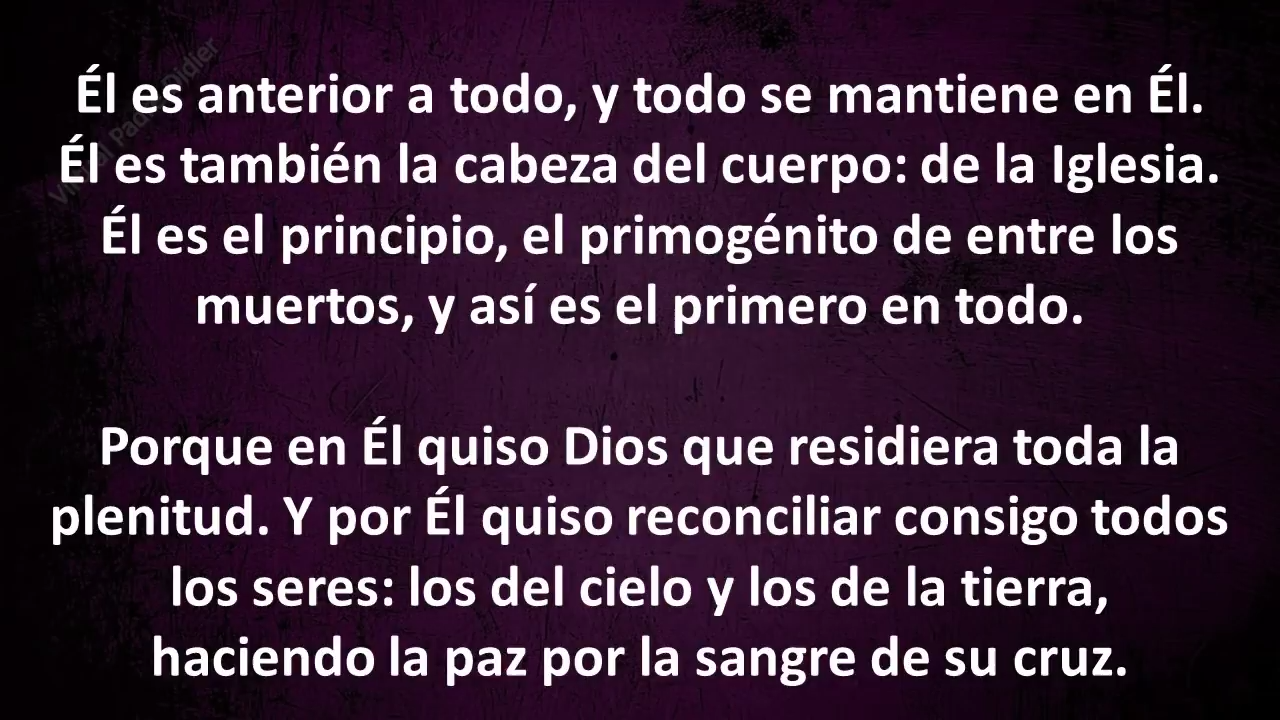 Él es anterior a todo, y todo se mantiene en Él.
Él es también la cabeza del cuerpo: de la Iglesia.
Él es el principio, el primogénito de entre los
muertos, y así es el primero en todo.
Porque en Él quiso Dios que residiera toda la
plenitud. Y por Él quiso reconciliar consigo todos
los seres: los del cielo y los de la tierra,
haciendo la paz por la sangre de su cruz.
Didier